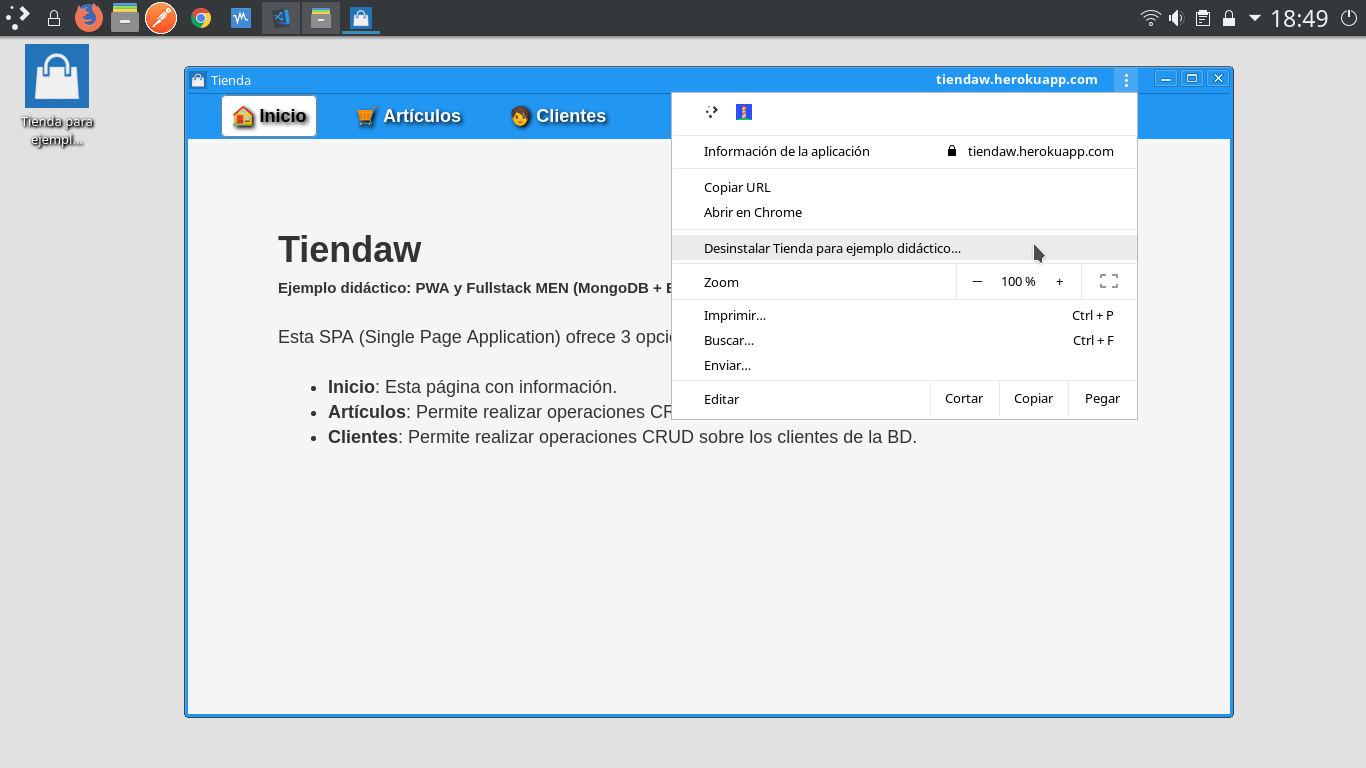 18:49
Tienda para
ejempl...
Tienda
tiendaw.herokuapp.com
Inicio
Artículos
Clientes
Información de la aplicación
tiendaw.herokuapp.com
Copiar URL
Abrir en Chrome
Desinstalar Tienda para ejemplo didáctico…
Zoom
— 100 % +
Imprimir…
Ctrl + P
Buscar…
Ctrl + F
Enviar…
Editar
Cortar
Copiar
Pegar
Tiendaw
Ejemplo didáctico: PWA y Fullstack MEN (MongoDB +
Esta SPA (Single Page Application) ofrece 3
Inicio: Esta página con información.
Artículos: Permite realizar operaciones
Clientes: Permite realizar operaciones CRUD sobre los clientes de la BD.